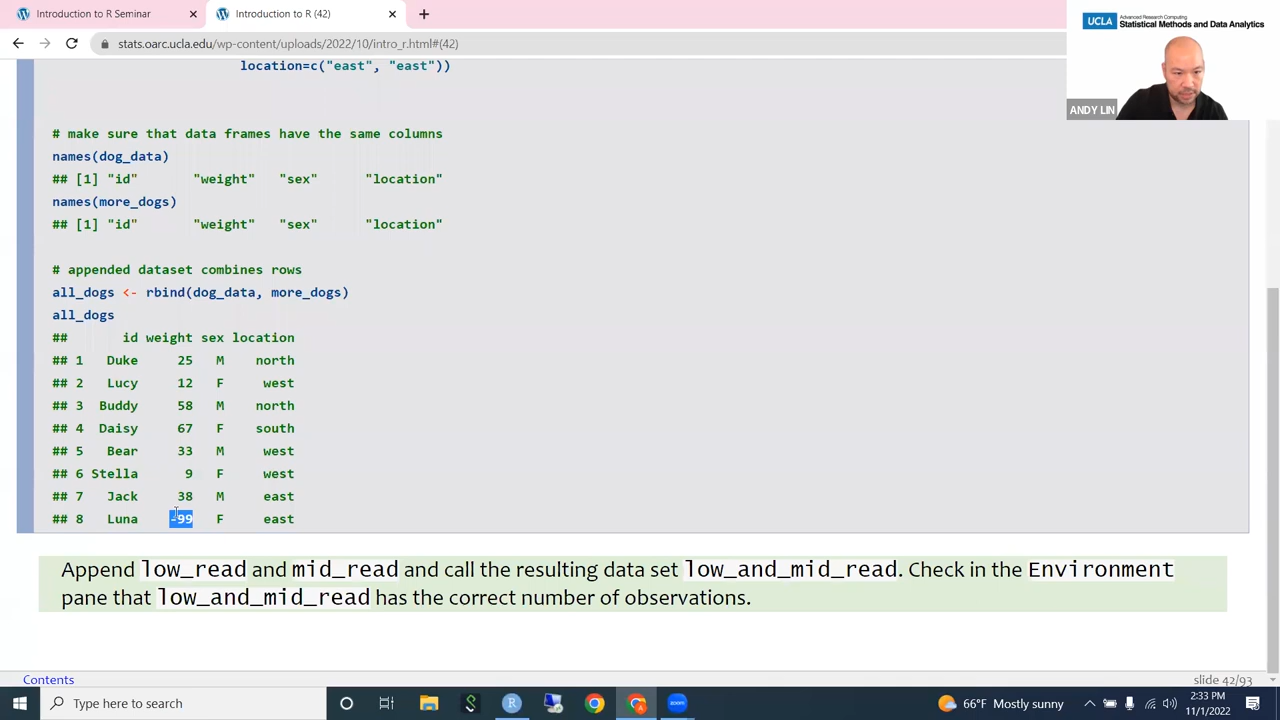 Introduction to R Seminar
Introduction to R (42)
stats.oarc.ucla.edu/wp-content/uploads/2022/10/intro_r.html#(42)
UCLA Advanced Research Computing
Statistical Methods and Data Analytics
ANDY LIN
location=c("east", "east"))
# make sure that data frames have the same columns
names(dog_data)
## [1] "id" "weight" "sex" "location"
names(more_dogs)
## [1] "id" "weight" "sex" "location"
# appended dataset combines rows
all_dogs <- rbind(dog_data, more_dogs)
all_dogs
## id weight sex location
## 1 Duke 25 M north
## 2 Lucy 12 F west
## 3 Buddy 58 M north
## 4 Daisy 67 F south
## 5 Bear 33 M west
## 6 Stella 9 F west
## 7 Jack 38 M east
## 8 Luna -99 F east
Append low_read and mid_read and call the resulting data set low_and_mid_read. Check in the Environment
pane that low_and_mid_read has the correct number of observations.
Contents
slide 42/93
Type here to search
66°F Mostly sunny
2:33 PM
11/1/2022